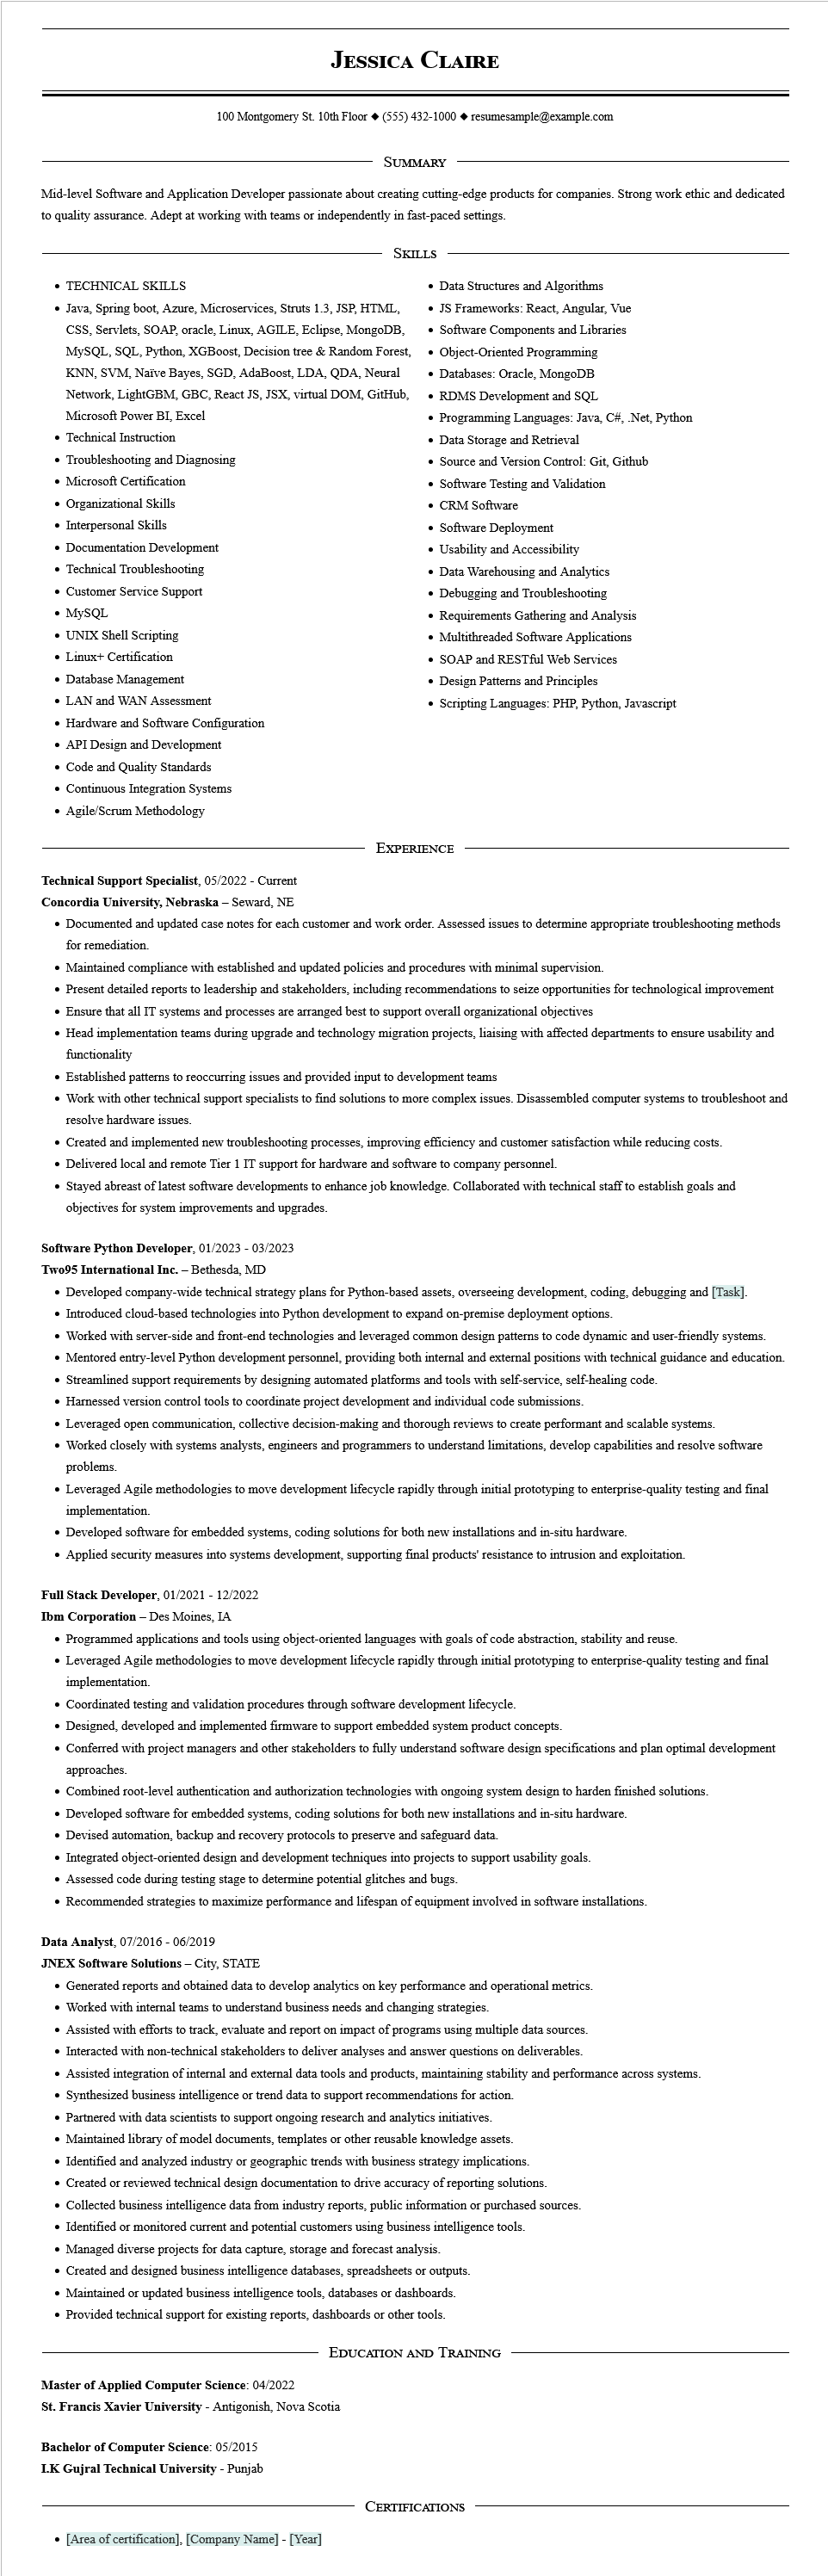 Jessica Claire
100 Montgomery St. 10th Floor ◆ (555) 432-1000 ◆ resumesample@example.com
Summary
Mid-level Software and Application Developer passionate about creating cutting-edge products for companies. Strong work ethic and dedicated
to quality assurance. Adept at working with teams or independently in fast-paced settings.
Skills
• TECHNICAL SKILLS
• Java, Spring boot, Azure, Microservices, Struts 1.3, JSP, HTML,
CSS, Servlets, SOAP, oracle, Linux, AGILE, Eclipse, MongoDB,
MySQL, SQL, Python, XGBoost, Decision tree & Random Forest,
KNN, SVM, Naïve Bayes, SGD, AdaBoost, LDA, QDA, Neural
Network, LightGBM, GBC, React JS, JSX, virtual DOM, GitHub,
Microsoft Power BI, Excel
• Technical Instruction
• Troubleshooting and Diagnosing
• Microsoft Certification
• Organizational Skills
• Interpersonal Skills
• Documentation Development
• Technical Troubleshooting
• Customer Service Support
• MySQL
• UNIX Shell Scripting
• Linux+ Certification
• Database Management
• LAN and WAN Assessment
• Hardware and Software Configuration
• API Design and Development
• Code and Quality Standards
• Continuous Integration Systems
• Agile/Scrum Methodology
• Data Structures and Algorithms
• JS Frameworks: React, Angular, Vue
• Software Components and Libraries
• Object-Oriented Programming
• Databases: Oracle, MongoDB
• RDMS Development and SQL
• Programming Languages: Java, C#, .Net, Python
• Data Storage and Retrieval
• Source and Version Control: Git, Github
• Software Testing and Validation
• CRM Software
• Software Deployment
• Usability and Accessibility
• Data Warehousing and Analytics
• Debugging and Troubleshooting
• Requirements Gathering and Analysis
• Multithreaded Software Applications
• SOAP and RESTful Web Services
• Design Patterns and Principles
• Scripting Languages: PHP, Python, Javascript
Experience
Technical Support Specialist, 05/2022 - Current
Concordia University, Nebraska – Seward, NE
• Documented and updated case notes for each customer and work order. Assessed issues to determine appropriate troubleshooting methods
for remediation.
• Maintained compliance with established and updated policies and procedures with minimal supervision.
• Present detailed reports to leadership and stakeholders, including recommendations to seize opportunities for technological improvement
• Ensure that all IT systems and processes are arranged best to support overall organizational objectives
• Head implementation teams during upgrade and technology migration projects, liaising with affected departments to ensure usability and
functionality
• Established patterns to reoccurring issues and provided input to development teams
• Work with other technical support specialists to find solutions to more complex issues. Disassembled computer systems to troubleshoot and
resolve hardware issues.
• Created and implemented new troubleshooting processes, improving efficiency and customer satisfaction while reducing costs.
• Delivered local and remote Tier 1 IT support for hardware and software to company personnel.
• Stayed abreast of latest software developments to enhance job knowledge. Collaborated with technical staff to establish goals and
objectives for system improvements and upgrades.
Software Python Developer, 01/2023 - 03/2023
Two95 International Inc. – Bethesda, MD
• Developed company-wide technical strategy plans for Python-based assets, overseeing development, coding, debugging and [Task].
• Introduced cloud-based technologies into Python development to expand on-premise deployment options.
• Worked with server-side and front-end technologies and leveraged common design patterns to code dynamic and user-friendly systems.
• Mentored entry-level Python development personnel, providing both internal and external positions with technical guidance and education.
• Streamlined support requirements by designing automated platforms and tools with self-service, self-healing code.
• Harnessed version control tools to coordinate project development and individual code submissions.
• Leveraged open communication, collective decision-making and thorough reviews to create performant and scalable systems.
• Worked closely with systems analysts, engineers and programmers to understand limitations, develop capabilities and resolve software
problems.
• Leveraged Agile methodologies to move development lifecycle rapidly through initial prototyping to enterprise-quality testing and final
implementation.
• Developed software for embedded systems, coding solutions for both new installations and in-situ hardware.
• Applied security measures into systems development, supporting final products' resistance to intrusion and exploitation.
Full Stack Developer, 01/2021 - 12/2022
Ibm Corporation – Des Moines, IA
• Programmed applications and tools using object-oriented languages with goals of code abstraction, stability and reuse.
• Leveraged Agile methodologies to move development lifecycle rapidly through initial prototyping to enterprise-quality testing and final
implementation.
• Coordinated testing and validation procedures through software development lifecycle.
• Designed, developed and implemented firmware to support embedded system product concepts.
• Conferred with project managers and other stakeholders to fully understand software design specifications and plan optimal development
approaches.
• Combined root-level authentication and authorization technologies with ongoing system design to harden finished solutions.
• Developed software for embedded systems, coding solutions for both new installations and in-situ hardware.
• Devised automation, backup and recovery protocols to preserve and safeguard data.
• Integrated object-oriented design and development techniques into projects to support usability goals.
• Assessed code during testing stage to determine potential glitches and bugs.
• Recommended strategies to maximize performance and lifespan of equipment involved in software installations.
Data Analyst, 07/2016 - 06/2019
JNEX Software Solutions – City, STATE
• Generated reports and obtained data to develop analytics on key performance and operational metrics.
• Worked with internal teams to understand business needs and changing strategies.
• Assisted with efforts to track, evaluate and report on impact of programs using multiple data sources.
• Interacted with non-technical stakeholders to deliver analyses and answer questions on deliverables.
• Assisted integration of internal and external data tools and products, maintaining stability and performance across systems.
• Synthesized business intelligence or trend data to support recommendations for action.
• Partnered with data scientists to support ongoing research and analytics initiatives.
• Maintained library of model documents, templates or other reusable knowledge assets.
• Identified and analyzed industry or geographic trends with business strategy implications.
• Created or reviewed technical design documentation to drive accuracy of reporting solutions.
• Collected business intelligence data from industry reports, public information or purchased sources.
• Identified or monitored current and potential customers using business intelligence tools.
• Managed diverse projects for data capture, storage and forecast analysis.
• Created and designed business intelligence databases, spreadsheets or outputs.
• Maintained or updated business intelligence tools, databases or dashboards.
• Provided technical support for existing reports, dashboards or other tools.
Education and Training
Master of Applied Computer Science: 04/2022
St. Francis Xavier University - Antigonish, Nova Scotia
Bachelor of Computer Science: 05/2015
I.K Gujral Technical University - Punjab
Certifications
• [Area of certification], [Company Name] - [Year]